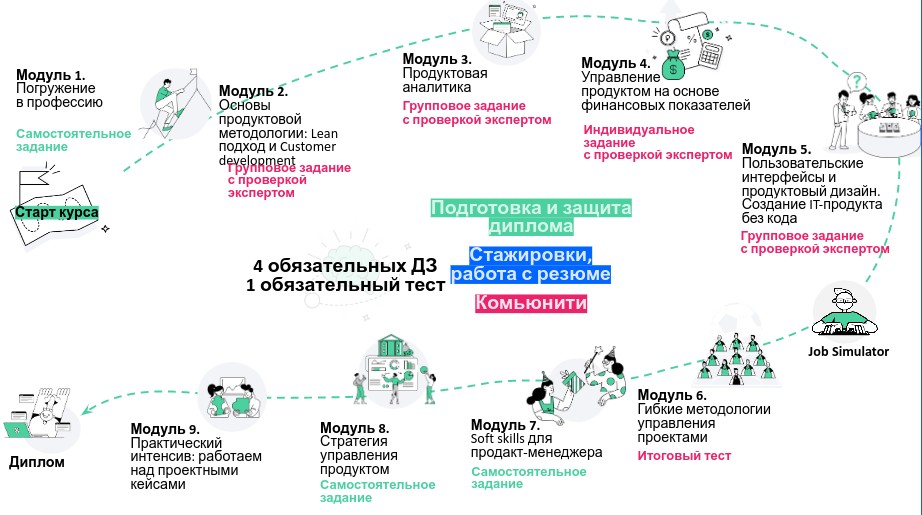 Модуль 1.
Погружение
в профессию
Самостоятельное
задание
Старт курса
Модуль 2.
Основы
продуктовой
методологии: Lean
подход и Customer
development
Групповое задание
с проверкой
экспертом
Модуль 3.
Продуктовая
аналитика
Групповое задание
с проверкой экспертом
Модуль 4.
Управление
продуктом на основе
финансовых показателей
Индивидуальное
задание
с проверкой экспертом
Модуль 5.
Пользовательские
интерфейсы и
продуктовый дизайн.
Создание IT-продукта
без кода
Групповое задание
с проверкой экспертом
Подготовка и защита
диплома
Стажировки,
работа с резюме
Комьюнити
4 обязательных ДЗ
1 обязательный тест
Job Simulator
Модуль 6.
Гибкие методологии
управления
проектами
Итоговый тест
Модуль 7.
Soft skills для
продакт-менеджера
Самостоятельное
задание
Модуль 8.
Стратегия
управления
продуктом
Самостоятельное
задание
Модуль 9.
Практический
интенсив: работаем
над проектными
кейсами
Диплом